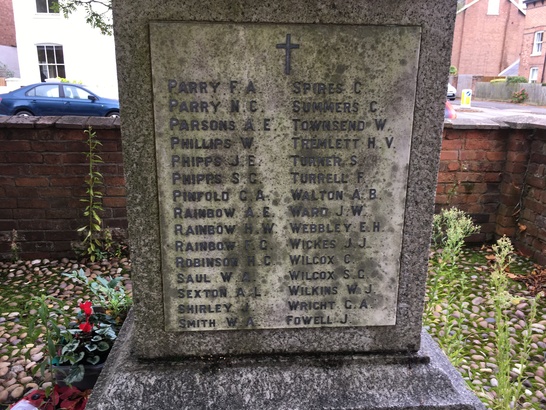 PARRY F.A.
PARRY N.C.
PARSONS A.E.
PHILLIPS W.
PHIPPS J.E.
PHIPPS S.G.
PINFOLD G.A.
RAINBOW A.E.
RAINBOW H.W.
RAINBOW F.G.
ROBINSON H.C.
SAUL W.
SEXTON A.L.
SHIRLEY J.
SMITH W.A.
SPIRES C.
SUMMERS C.
TOWNSEND W.
TREMLETT H.V.
TURNER S.
TURRELL F.
WALTON A.B.
WARD J.W.
WEBBLEY E.H.
WICKES J.J.
WILCOX C.
WILCOX S.C.
WILKINS W.J.
WRIGHT G.A.
FOWELL J.